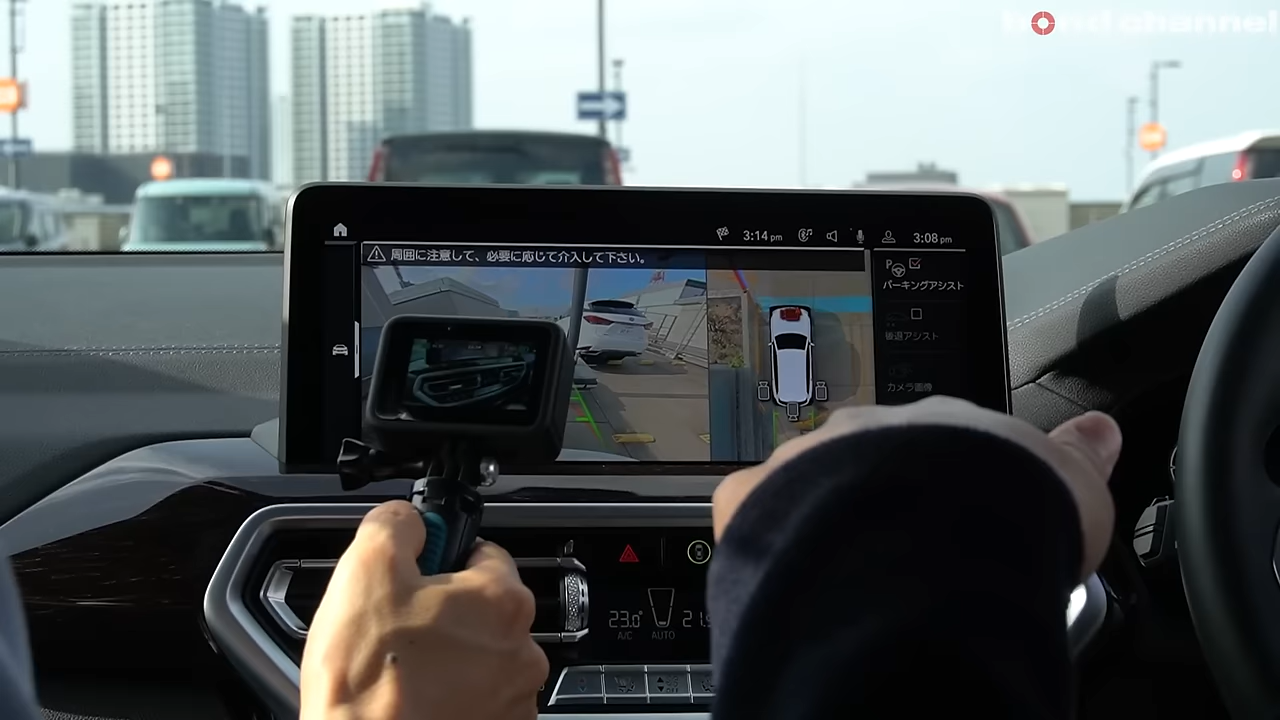 bond channel
3:14 pm
3:08 pm
周囲に注意して、必要に応じて介入して下さい。
P
パーキングアシスト
後退アシスト
カメラ画像
23.0°
A/C
AUTO